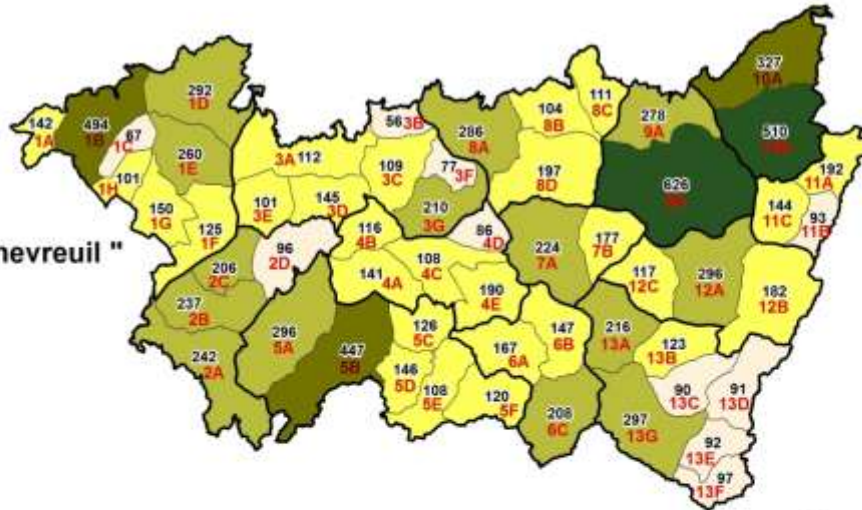 327
10A
292
1D
111
8C
494
1B
142
1A
67
1C
56 3B
104
8B
278
9A
286
8A
510
260
1E
3A 112
109
3C
77
3F
197
8D
192
11A
101
1H
626
150
1G
101
3E
145
3D
210
3G
144
11C
93
11B
125
1F
hevreuil "
116
4B
86
4D
96
2D
224
7A
177
7B
206
2C
141 4A
108
4C
117
12C
296
12A
182
12B
237
2B
190
4E
296
5A
126
5C
147
6B
216
13A
123
13B
447
5B
167
6A
242
2A
146
5D
108
5E
120
5F
90
13C
91
13D
208
6C
297
13G
92
13E
97
13F